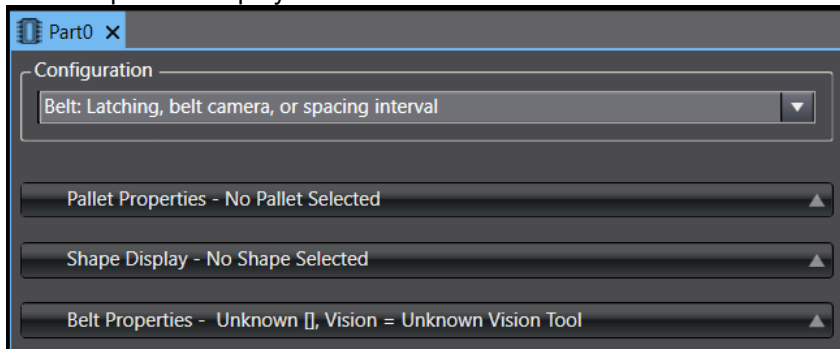 Part0
Configuration
Belt: Latching, belt camera, or spacing interval
Pallet Properties - No Pallet Selected
Shape Display - No Shape Selected
Belt Properties - Unknown [], Vision = Unknown Vision Tool